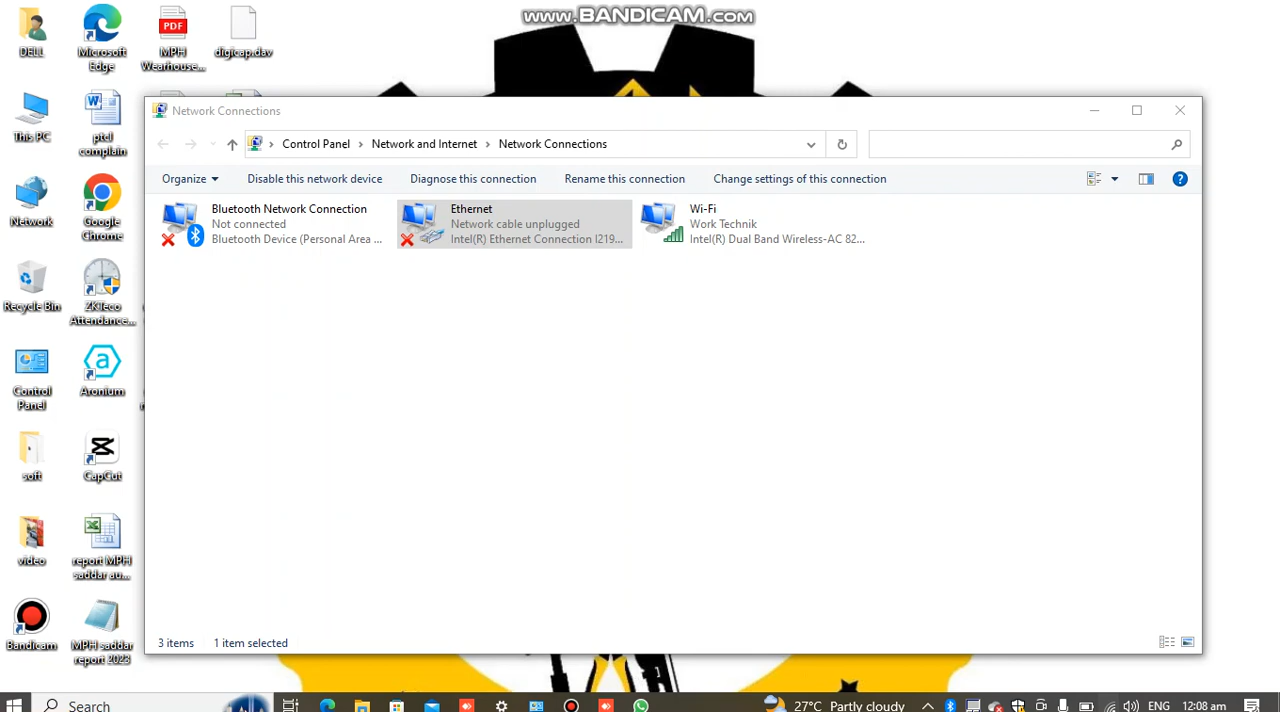 www.BANDICAM.com
DELL
Microsoft
Edge
PDF
MPH
Wearhouse...
digicap.dav
This PC
ptcl
complain
Network
Google
Chrome
Recycle Bin
ZKTeco
Attendance...
Control
Panel
Aronium
soft
CapCut
video
report MPH
saddar au...
Bandicam
MPH saddar
report 2023
Network Connections
Control Panel > Network and Internet > Network Connections
Organize
Disable this network device
Diagnose this connection
Rename this connection
Change settings of this connection
Bluetooth Network Connection
Not connected
Bluetooth Device (Personal Area ...
Ethernet
Network cable unplugged
Intel(R) Ethernet Connection I219...
Wi-Fi
Work Technik
Intel(R) Dual Band Wireless-AC 82...
3 items
1 item selected
Search
27°C Partly cloudy
ENG
12:08 am